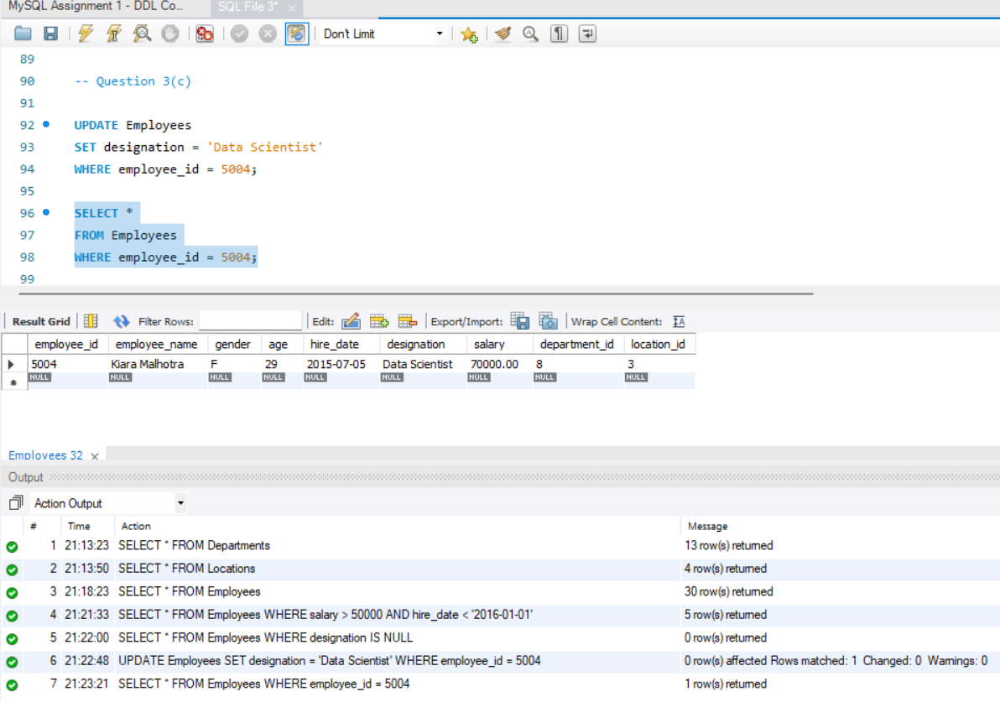 MySQL Assignment 1 - DDL Co... SQL File 3* ×
Don't Limit
89
90 -- Question 3(c)
91
92 UPDATE Employees
93 SET designation = 'Data Scientist'
94 WHERE employee_id = 5004;
95
96 SELECT *
97 FROM Employees
98 WHERE employee_id = 5004;
99
Result Grid Filter Rows: Edit: Export/Import: Wrap Cell Content:
employee_id employee_name gender age hire_date designation salary department_id location_id
5004 Kiara Malhotra F 29 2015-07-05 Data Scientist 70000.00 8 3
NULL NULL NULL NULL NULL NULL NULL NULL NULL
Employees 32 ×
Output
Action Output
# Time Action Message
1 21:13:23 SELECT * FROM Departments 13 row(s) returned
2 21:13:50 SELECT * FROM Locations 4 row(s) returned
3 21:18:23 SELECT * FROM Employees 30 row(s) returned
4 21:21:33 SELECT * FROM Employees WHERE salary > 50000 AND hire_date < '2016-01-01' 5 row(s) returned
5 21:22:00 SELECT * FROM Employees WHERE designation IS NULL 0 row(s) returned
6 21:22:48 UPDATE Employees SET designation = 'Data Scientist' WHERE employee_id = 5004 0 row(s) affected Rows matched: 1 Changed: 0 Warnings: 0
7 21:23:21 SELECT * FROM Employees WHERE employee_id = 5004 1 row(s) returned